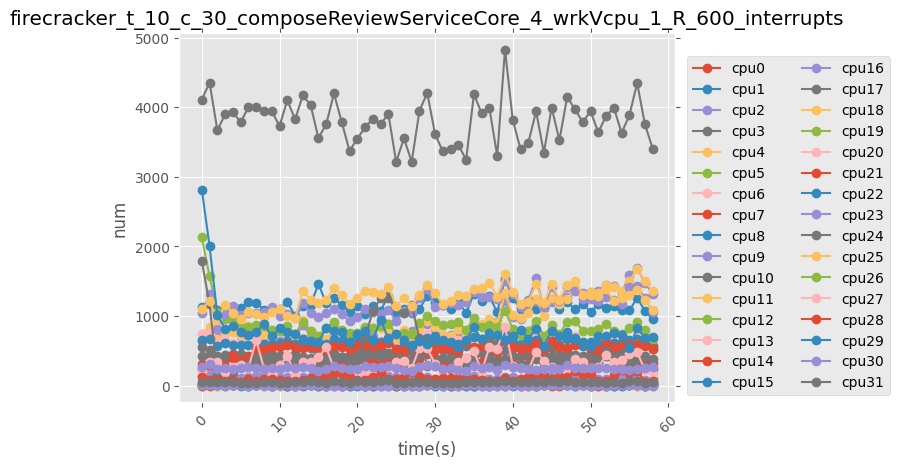 firecracker_t_10_c_30_composeReviewServiceCore_4_wrkVcpu_1_R_600_interrupts
5000
4000
3000
2000
1000
0
num
0
10
20
30
40
50
60
time(s)
cpu0
cpu1
cpu2
cpu3
cpu4
cpu5
cpu6
cpu7
cpu8
cpu9
cpu10
cpu11
cpu12
cpu13
cpu14
cpu15
cpu16
cpu17
cpu18
cpu19
cpu20
cpu21
cpu22
cpu23
cpu24
cpu25
cpu26
cpu27
cpu28
cpu29
cpu30
cpu31